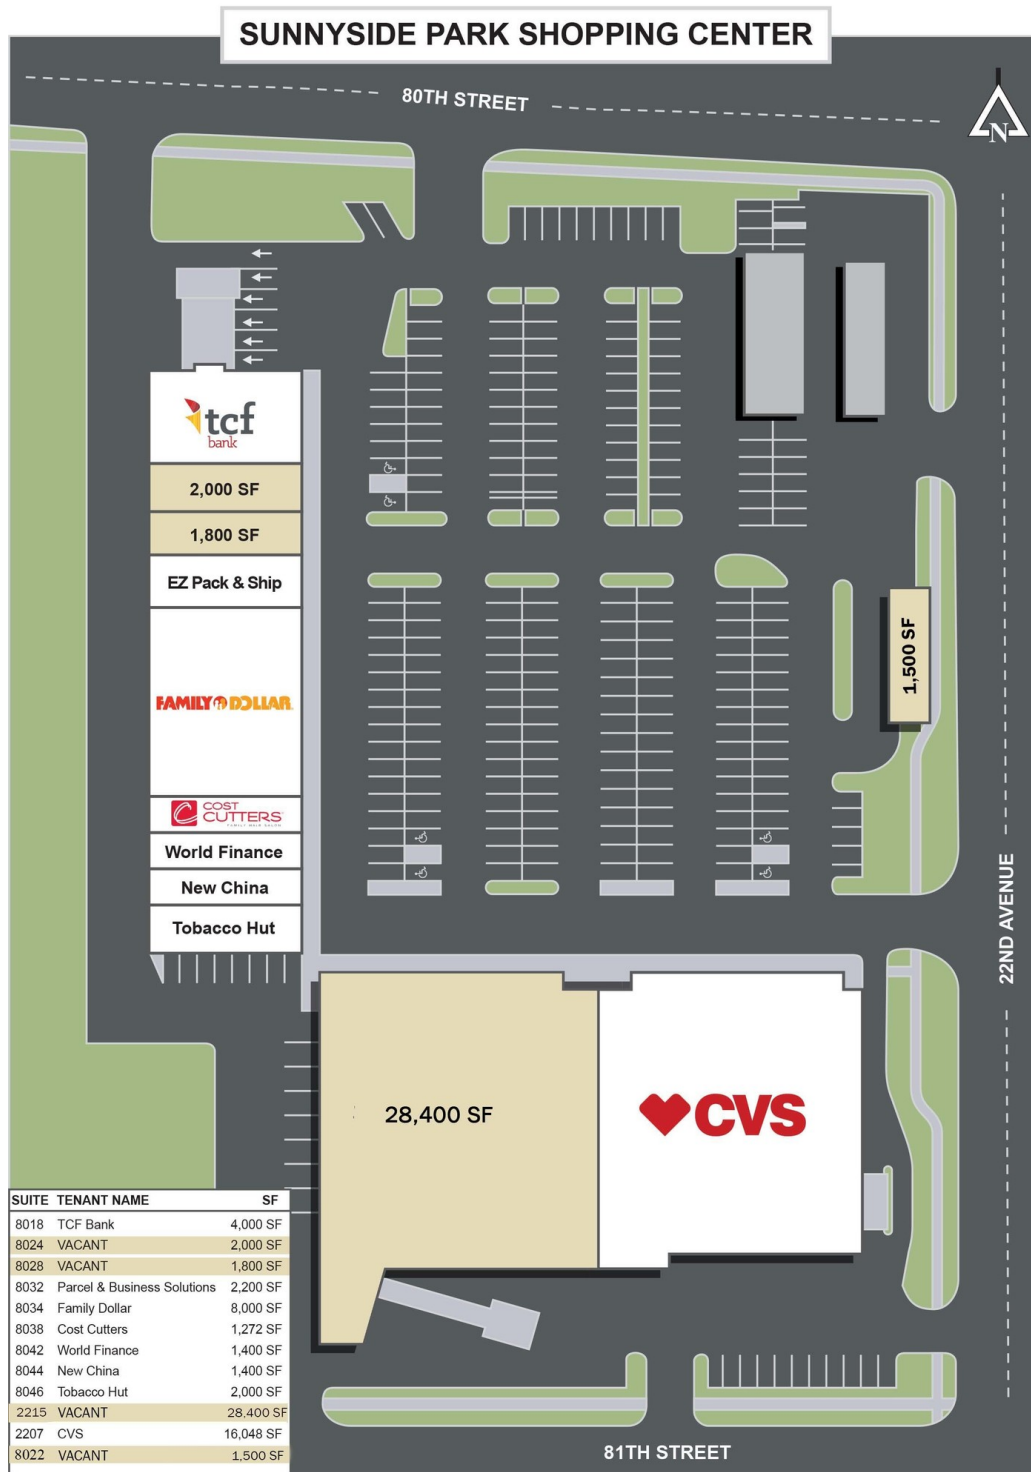 SUNNYSIDE PARK SHOPPING CENTER
80TH STREET
N
tcf
bank
2,000 SF
1,800 SF
EZ Pack & Ship
FAMILY DOLLAR
1,500 SF
COST
CUTTERS
World Finance
New China
Tobacco Hut
22ND AVENUE
28,400 SF
CVS
SUITE TENANT NAME SF
8018 TCF Bank 4,000 SF
8024 VACANT 2,000 SF
8028 VACANT 1,800 SF
8032 Parcel & Business Solutions 2,200 SF
8034 Family Dollar 8,000 SF
8038 Cost Cutters 1,272 SF
8042 World Finance 1,400 SF
8044 New China 1,400 SF
8046 Tobacco Hut 2,000 SF
2215 VACANT 28,400 SF
2207 CVS 16,048 SF
8022 VACANT 1,500 SF
81TH STREET